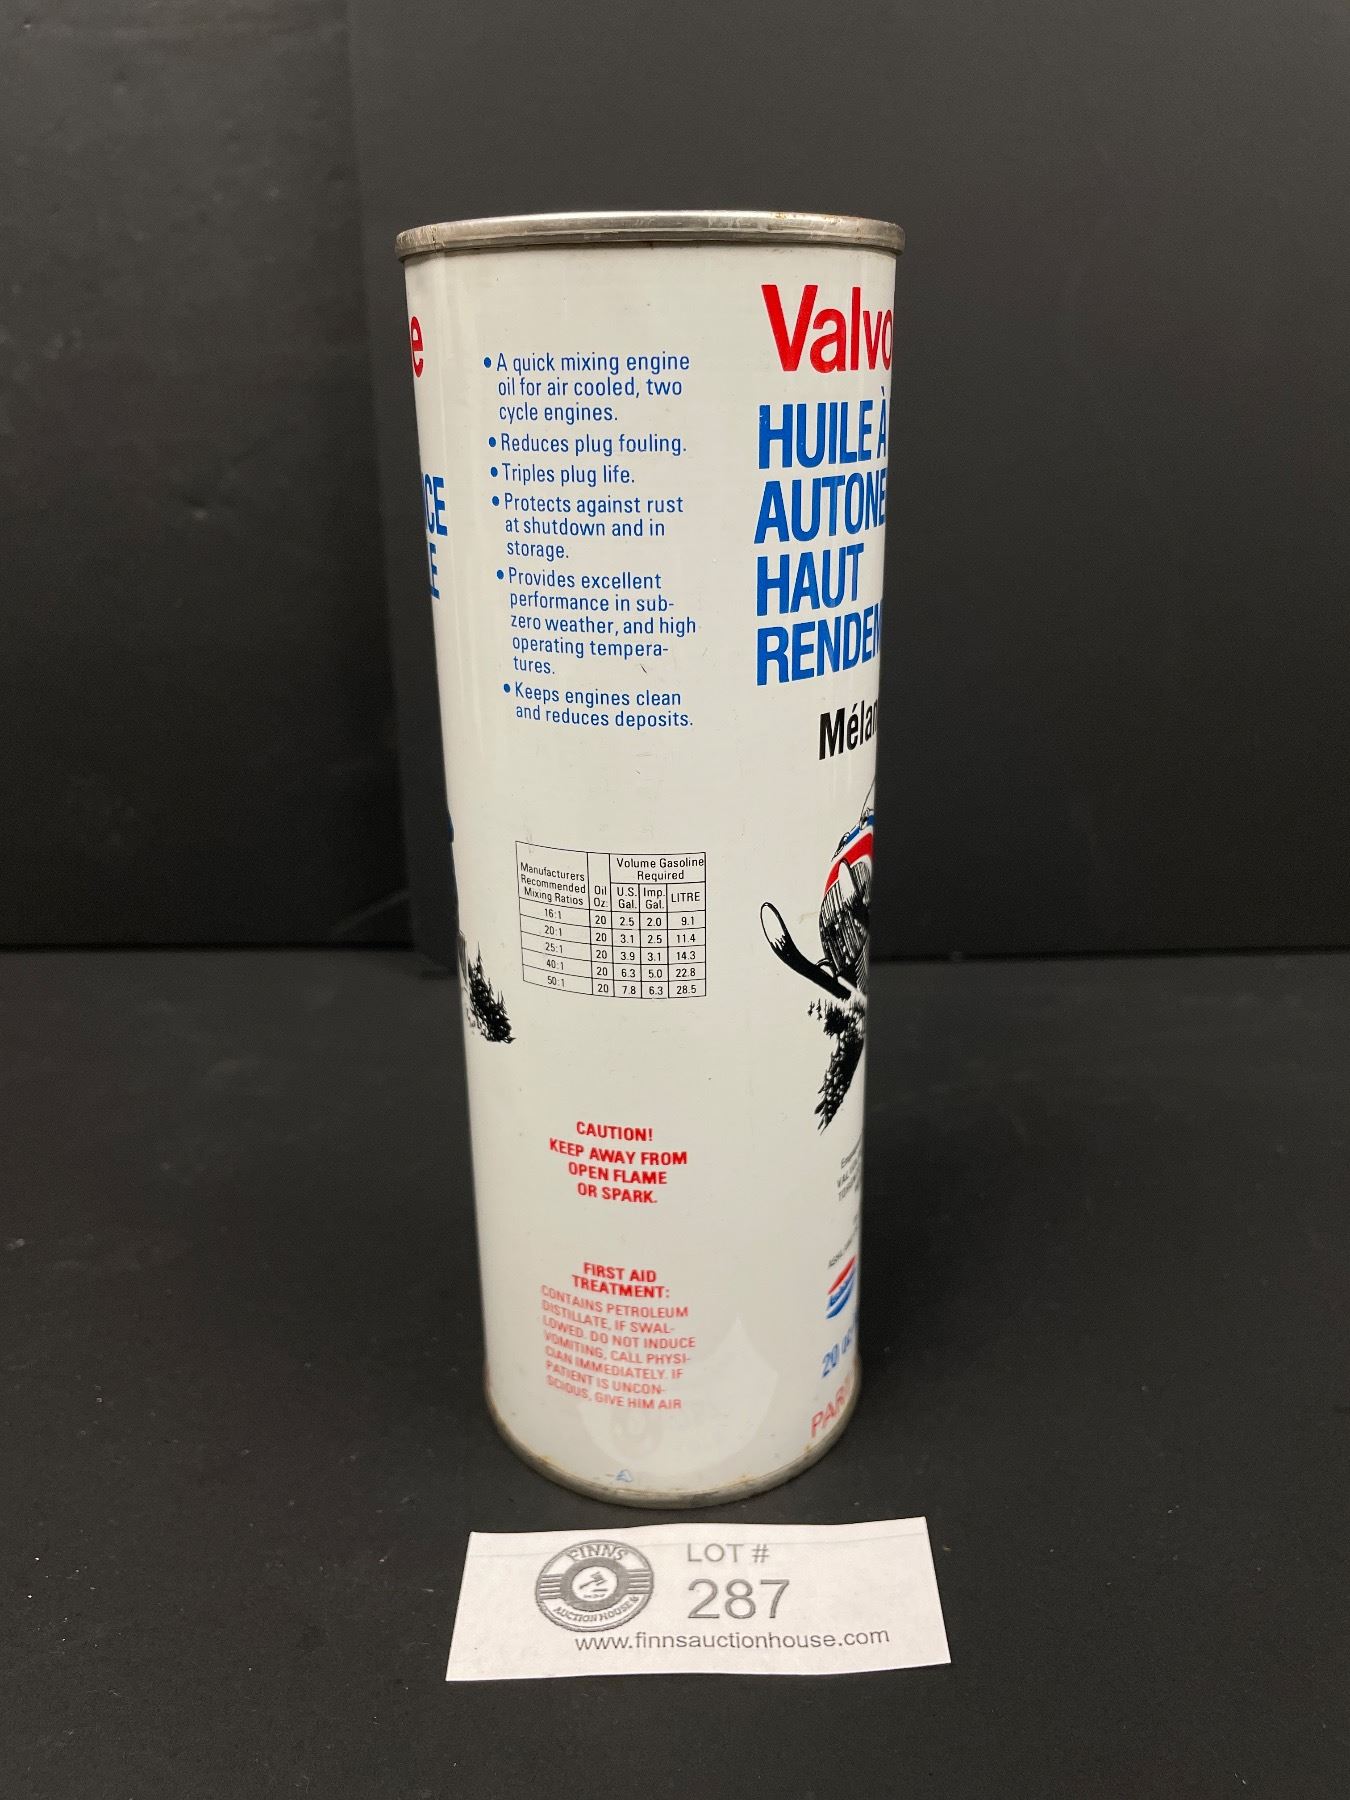 e
CE
LE
• A quick mixing engine
oil for air cooled, two
cycle engines.
• Reduces plug fouling.
• Triples plug life.
• Protects against rust
at shutdown and in
storage.
• Provides excellent
performance in sub-
zero weather, and high
operating tempera-
tures.
• Keeps engines clean
and reduces deposits.
Manufacturers
Recommended
Mixing Ratios
Oil
Oz.
Volume Gasoline
Required
U.S.
Gal.
Imp.
Gal.
LITRE
16:1 20 2.5 2.0 9.1
20:1 20 3.1 2.5 11.4
25:1 20 3.9 3.1 14.3
40:1 20 6.3 5.0 22.8
50:1 20 7.8 6.3 28.5
CAUTION!
KEEP AWAY FROM
OPEN FLAME
OR SPARK.
FIRST AID
TREATMENT:
CONTAINS PETROLEUM
DISTILLATE, IF SWAL-
LOWED. DO NOT INDUCE
VOMITING, CALL PHYSI-
CIAN IMMEDIATELY. IF
PATIENT IS UNCON-
SCIOUS, GIVE HIM AIR
Valvo
HUILE À
AUTONE
HAUT
RENDEM
Mélan
20
PAR
FINNS
AUCTION HOUSE
LOT #
287
www.finnsauctionhouse.com